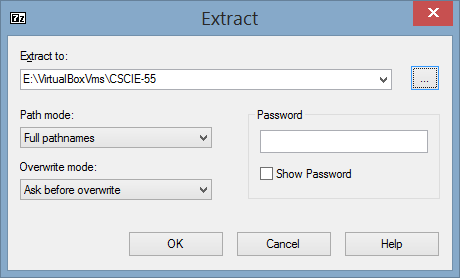 7z Extract
Extract to:
E:\VirtualBoxVms\CSCIE-55
...
Path mode:
Full pathnames
Password
Overwrite mode:
Show Password
Ask before overwrite
OK Cancel Help